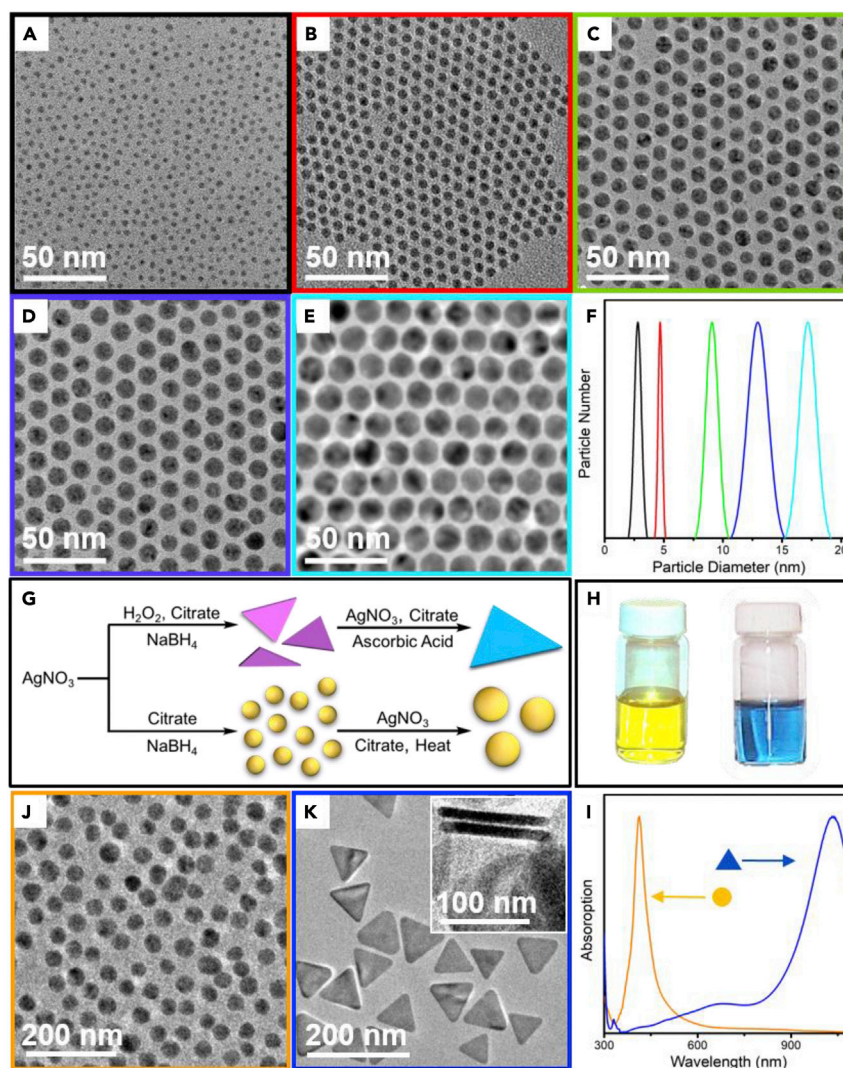 A
50 nm
B
50 nm
C
50 nm
D
50 nm
E
50 nm
F
Particle Number
0 5 10 15 20
Particle Diameter (nm)
G
AgNO₃
H₂O₂, Citrate
NaBH₄
AgNO₃, Citrate
Ascorbic Acid
Citrate
NaBH₄
AgNO₃
Citrate, Heat
H
J
200 nm
K
100 nm
200 nm
I
Absoroption
300 600 900
Wavelength (nm)